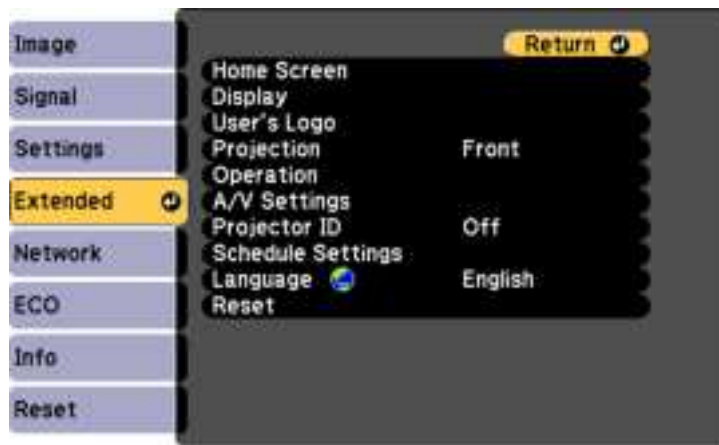 Image
Signal
Settings
Extended
Network
ECO
Info
Reset
Return
Home Screen
Display
User's Logo
Projection Front
Operation
A/V Settings
Projector ID Off
Schedule Settings
Language English
Reset